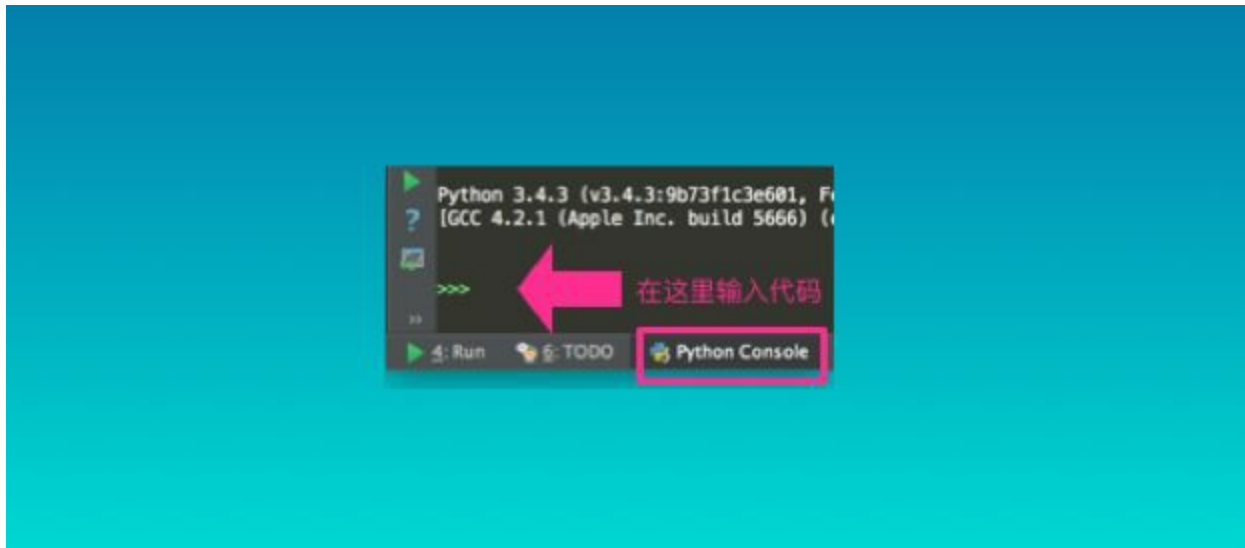 Python 3.4.3 (v3.4.3:9b73f1c3e601, F
[GCC 4.2.1 (Apple Inc. build 5666) (
>>>
在这里输入代码
4: Run
6: TODO
Python Console